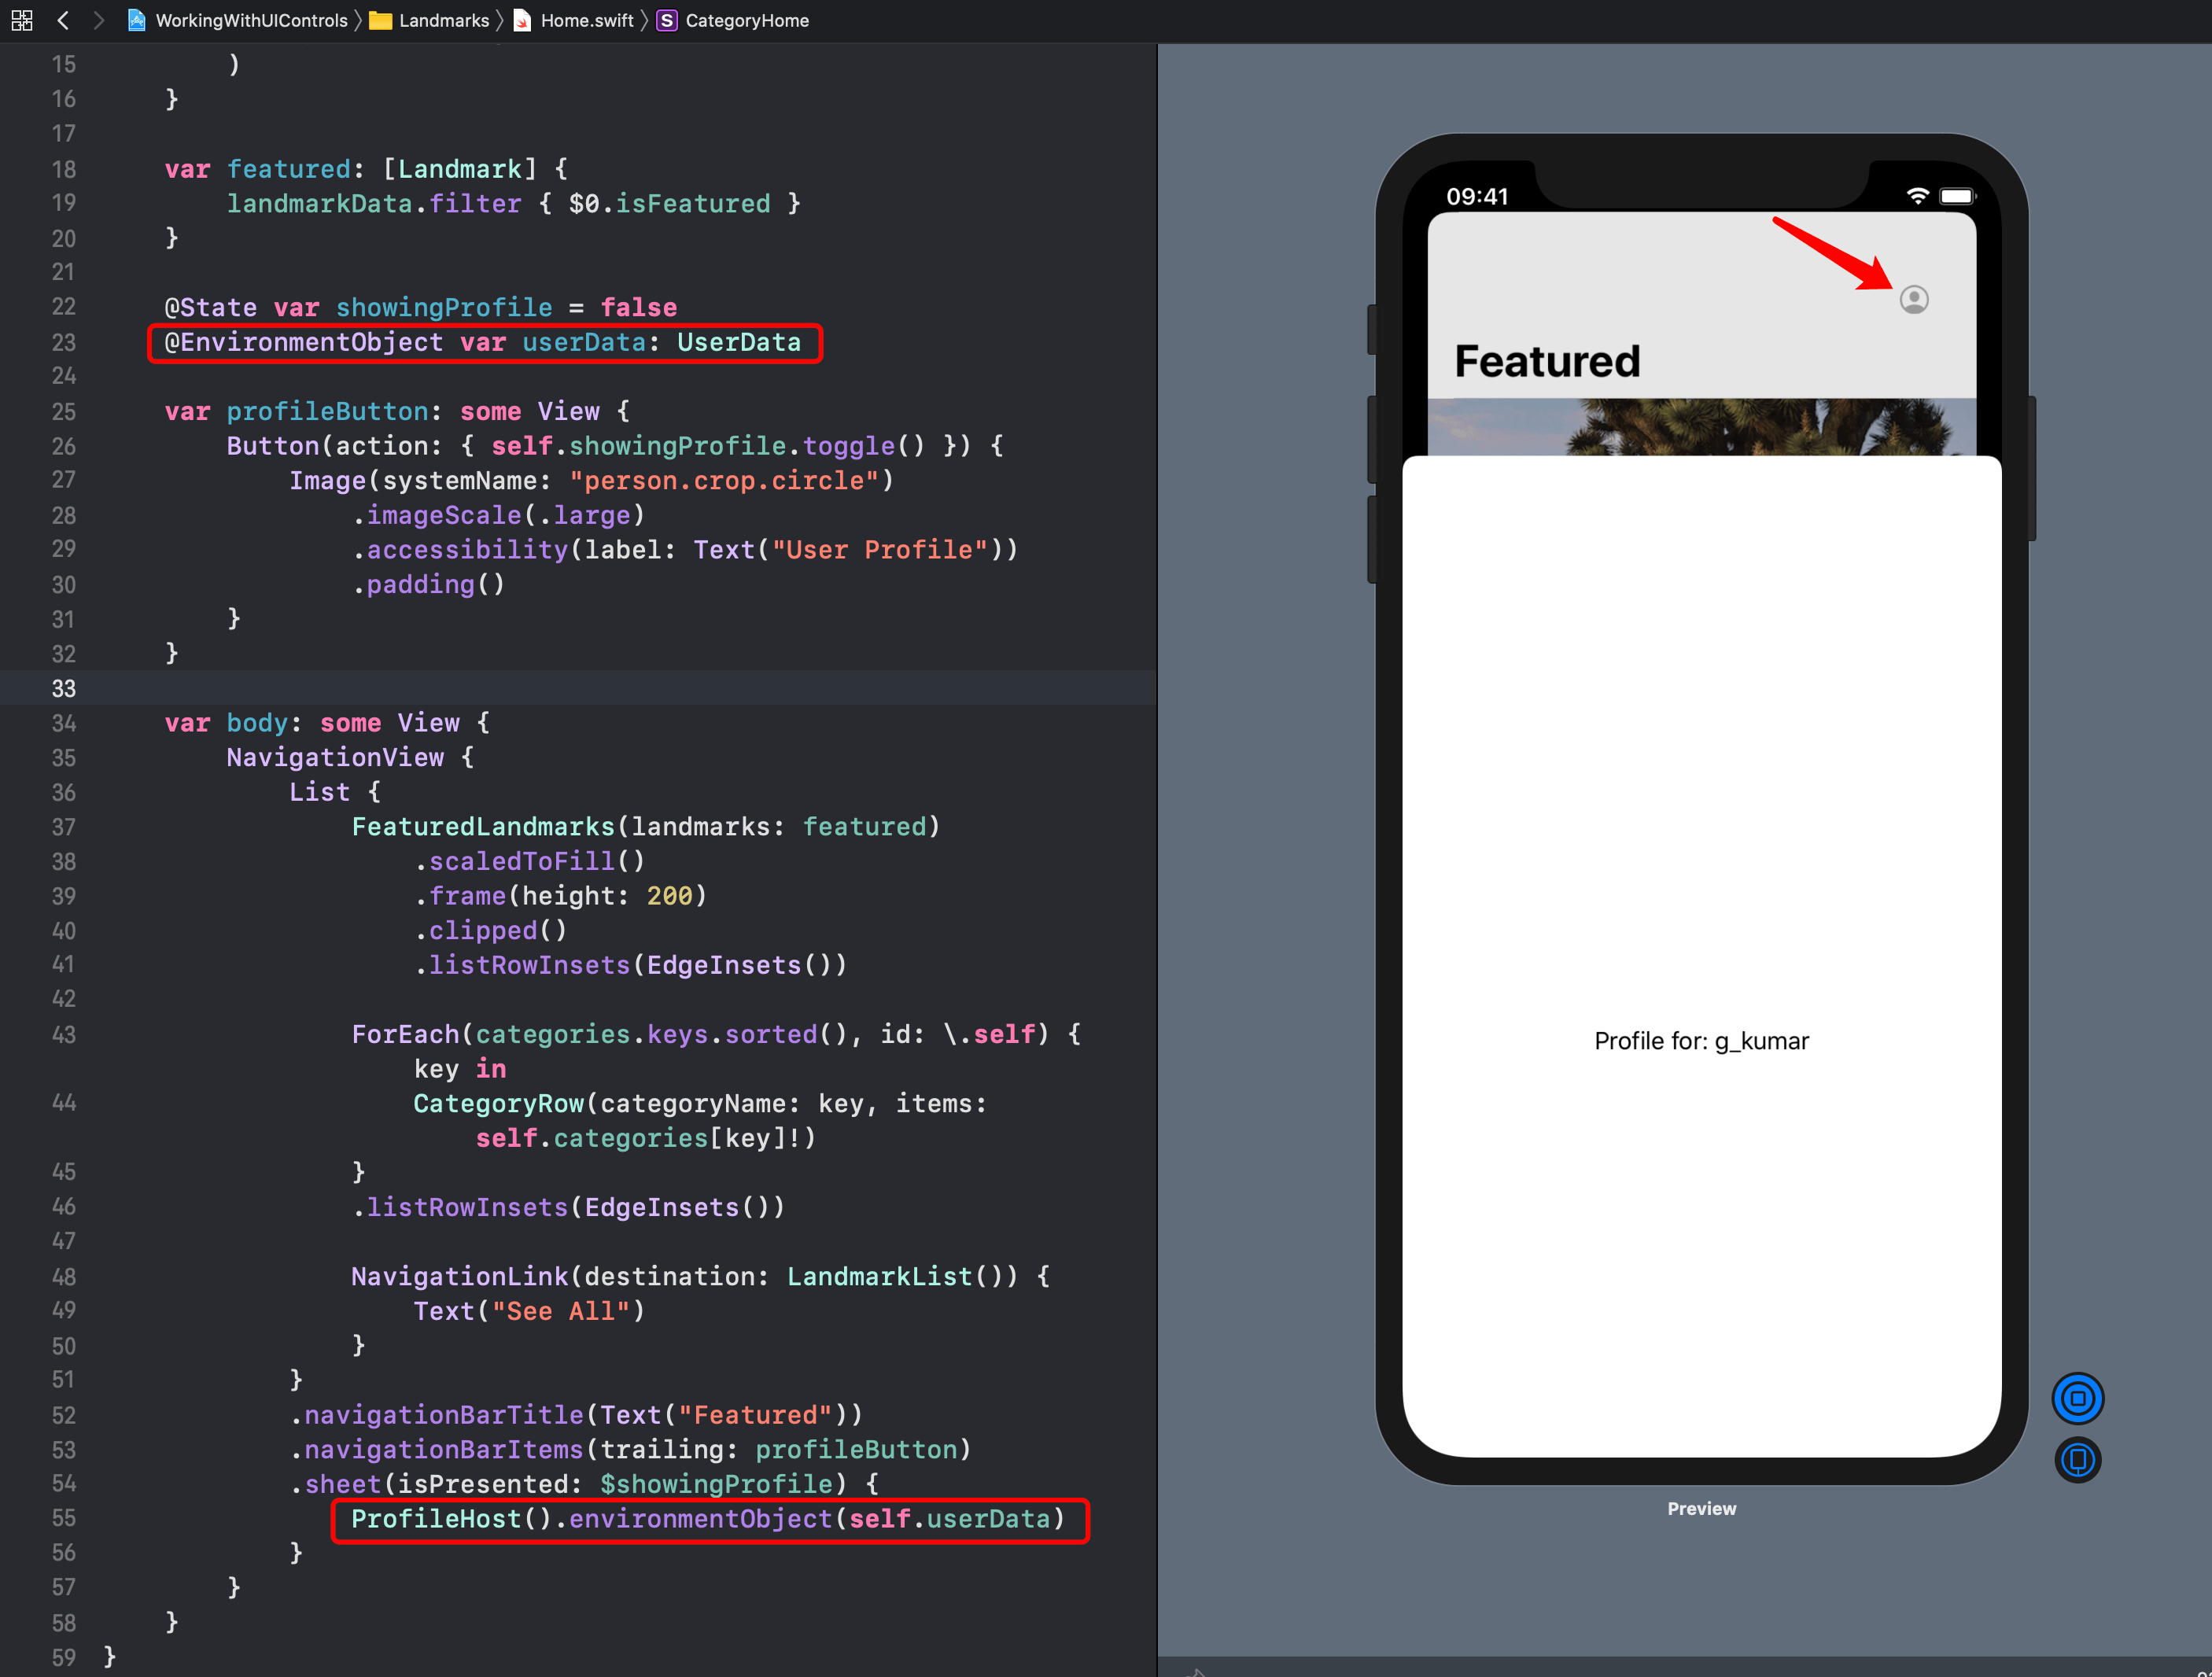 WorkingWithUIControls 〉 Landmarks 〉 Home.swift 〉 S CategoryHome
15         )
16     }
17
18     var featured: [Landmark] {
19         landmarkData.filter { $0.isFeatured }
20     }
21
22     @State var showingProfile = false
23     @EnvironmentObject var userData: UserData
24
25     var profileButton: some View {
26         Button(action: { self.showingProfile.toggle() }) {
27             Image(systemName: "person.crop.circle")
28                 .imageScale(.large)
29                 .accessibility(label: Text("User Profile"))
30                 .padding()
31         }
32     }
33
34     var body: some View {
35         NavigationView {
36             List {
37                 FeaturedLandmarks(landmarks: featured)
38                     .scaledToFill()
39                     .frame(height: 200)
40                     .clipped()
41                     .listRowInsets(EdgeInsets())
42
43                 ForEach(categories.keys.sorted(), id: \.self) {
                    key in
44                     CategoryRow(categoryName: key, items:
                        self.categories[key]!)
45                 }
46                 .listRowInsets(EdgeInsets())
47
48                 NavigationLink(destination: LandmarkList()) {
49                     Text("See All")
50                 }
51             }
52             .navigationBarTitle(Text("Featured"))
53             .navigationBarItems(trailing: profileButton)
54             .sheet(isPresented: $showingProfile) {
55                 ProfileHost().environmentObject(self.userData)
56             }
57         }
58     }
59 }
09:41
Featured
Profile for: g_kumar
Preview